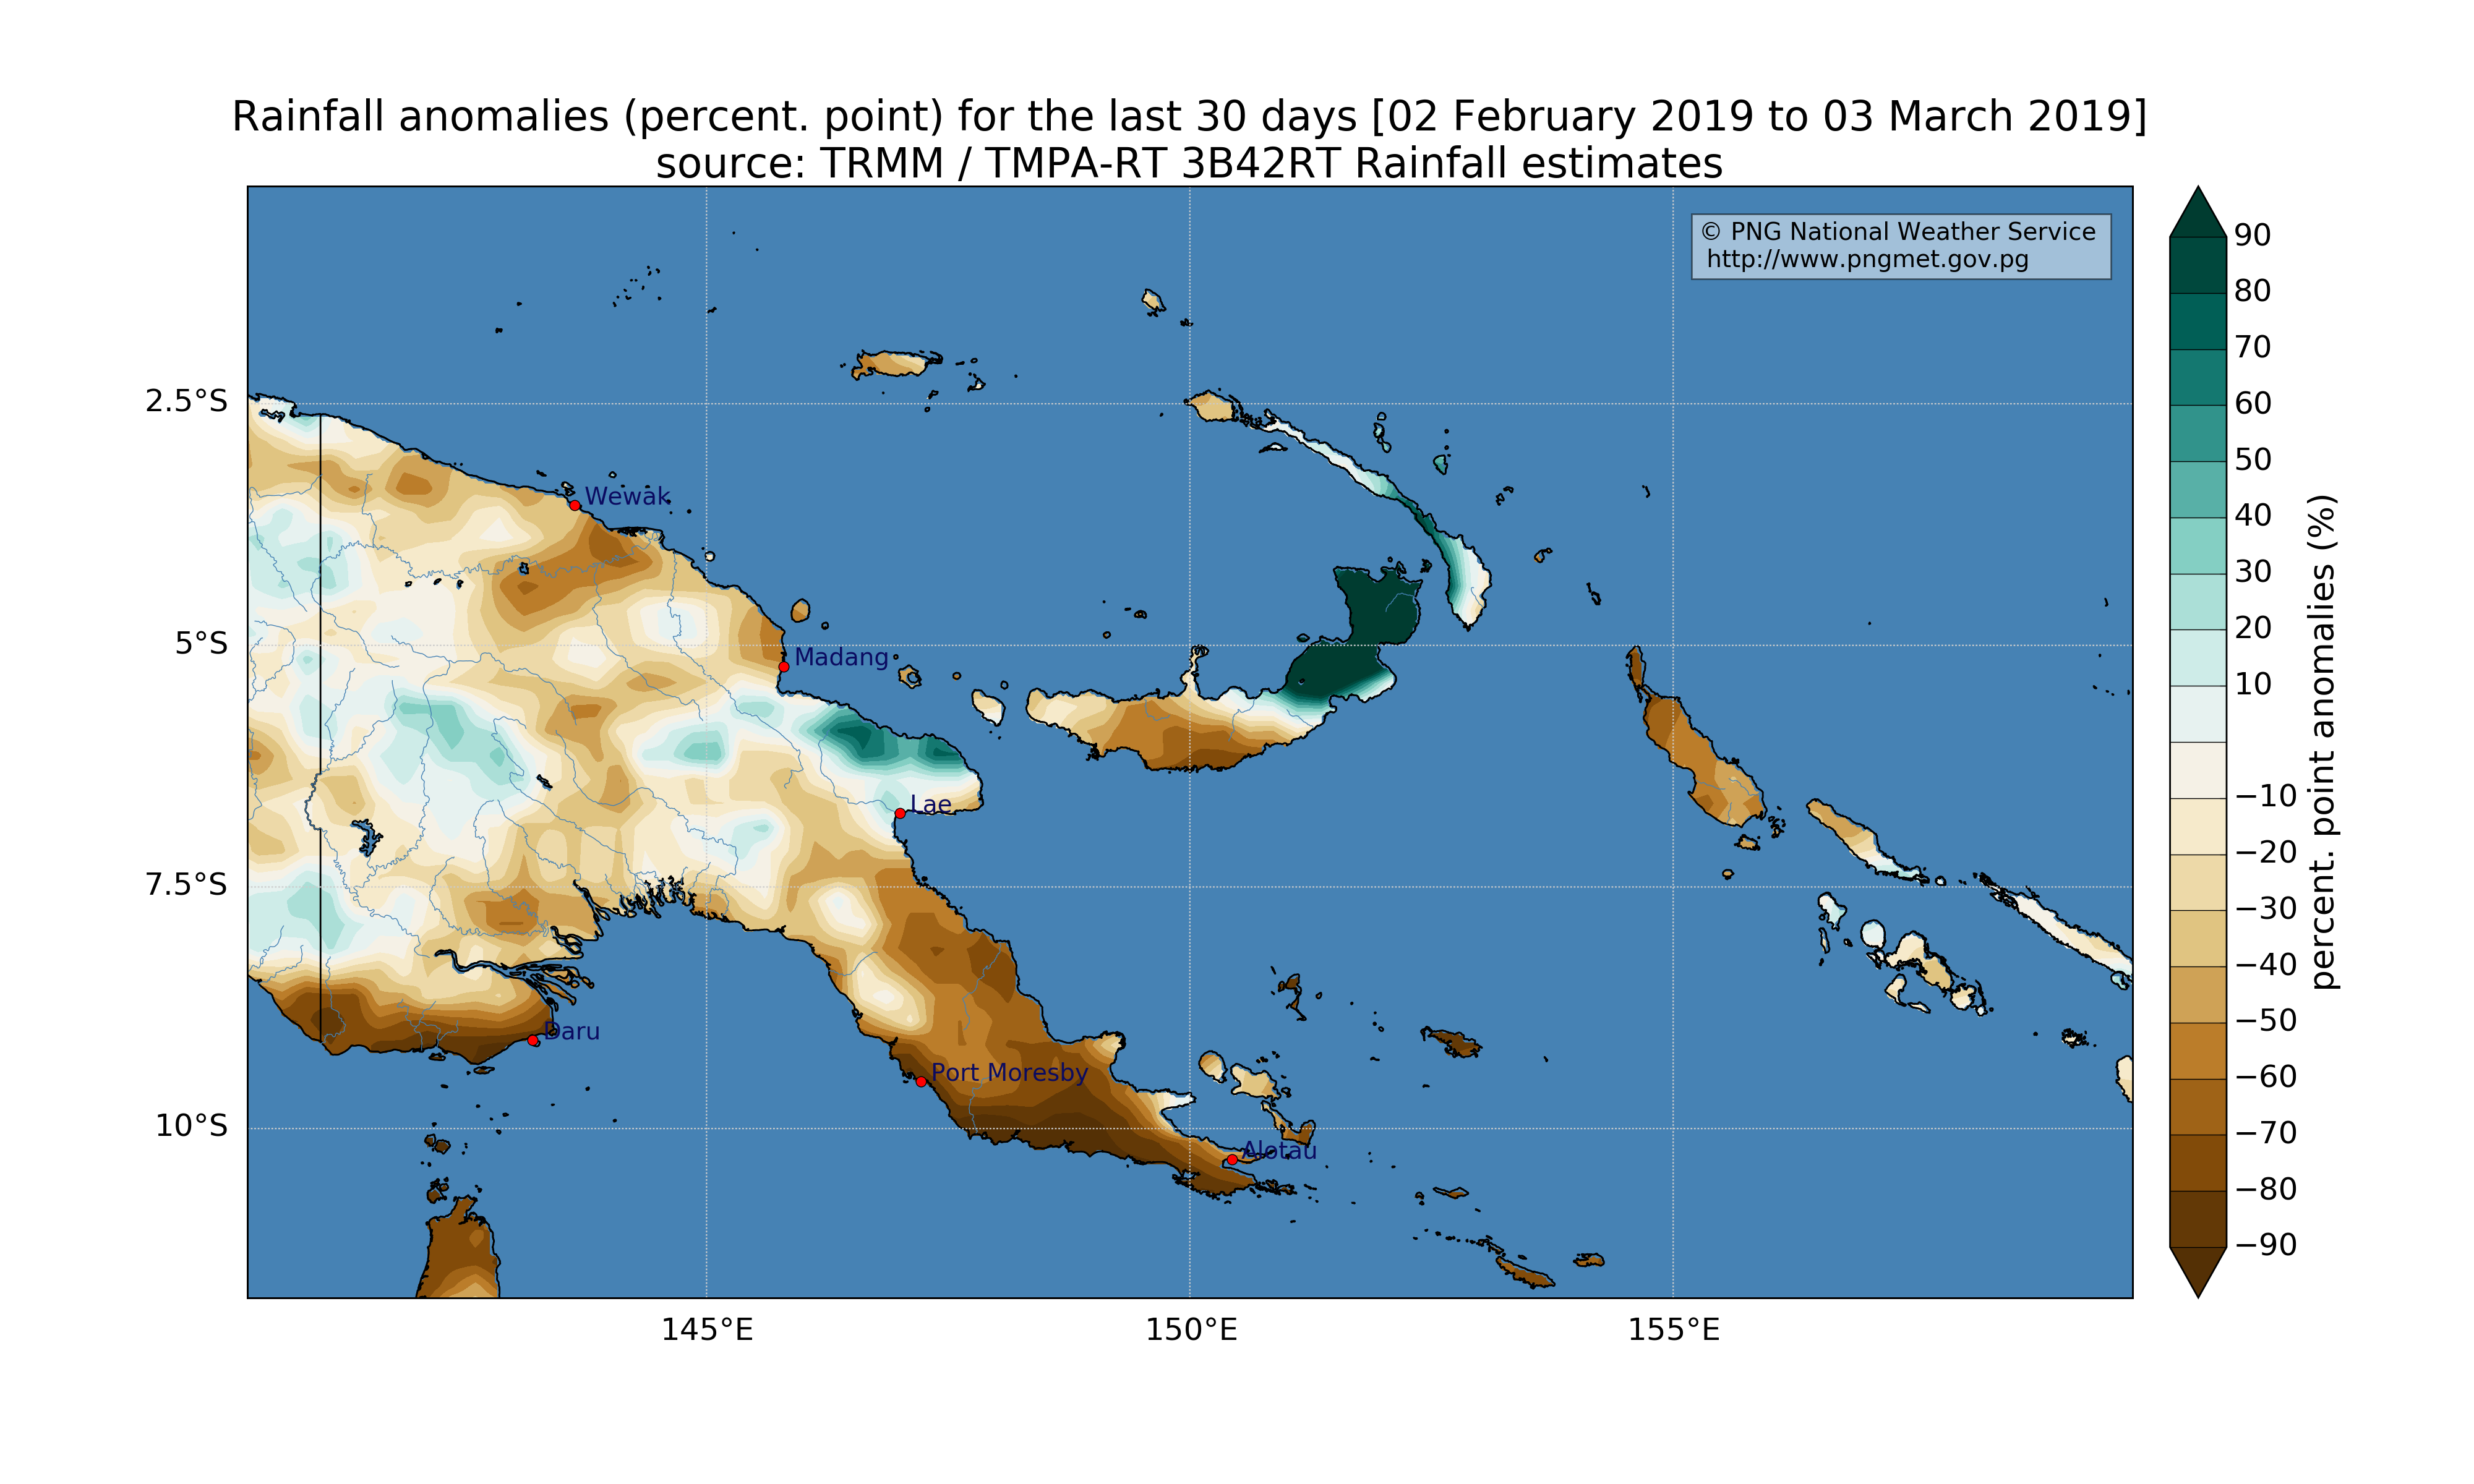 Rainfall anomalies (percent. point) for the last 30 days [02 February 2019 to 03 March 2019]
source: TRMM / TMPA-RT 3B42RT Rainfall estimates
© PNG National Weather Service
http://www.pngmet.gov.pg
2.5°S
5°S
7.5°S
10°S
Wewak
Madang
Lae
Daru
Port Moresby
Alotau
145°E
150°E
155°E
90
80
70
60
50
40
30
20
10
−10
−20
−30
−40
−50
−60
−70
−80
−90
percent. point anomalies (%)